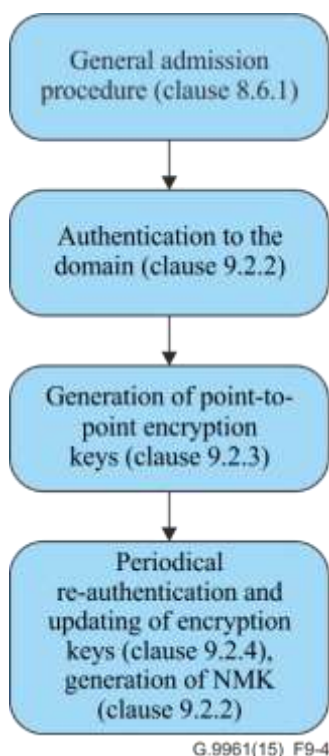 General admission
procedure (clause 8.6.1)
Authentication to the
domain (clause 9.2.2)
Generation of point-to-
point encryption
keys (clause 9.2.3)
Periodical
re-authentication and
updating of encryption
keys (clause 9.2.4),
generation of NMK
(clause 9.2.2)
G.9961(15)_F9-4